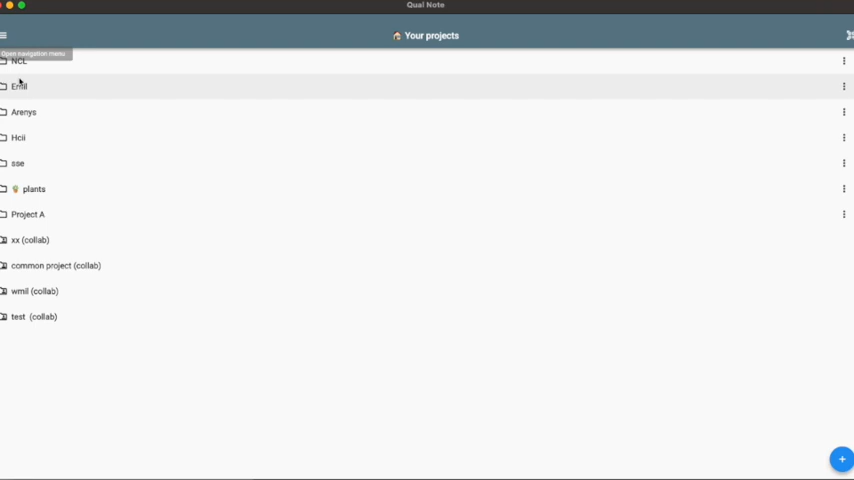 Qual Note
Your projects
Open navigation menu
NCL
Emil
Arenys
Hcii
sse
plants
Project A
xx (collab)
common project (collab)
wmil (collab)
test (collab)